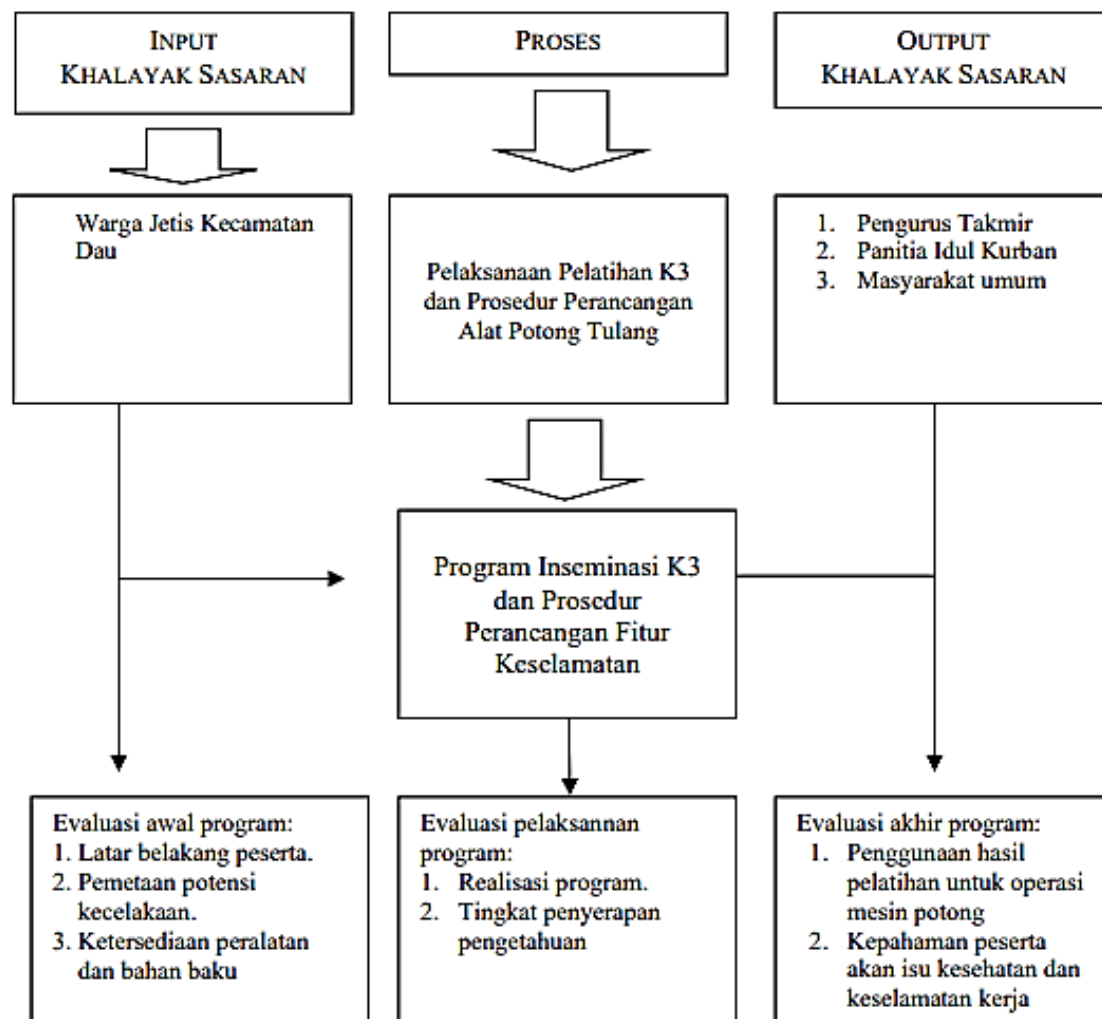 INPUT
KHALAYAK SASARAN
PROSES
OUTPUT
KHALAYAK SASARAN
Warga Jetis Kecamatan
Dau
Pelaksanaan Pelatihan K3
dan Prosedur Perancangan
Alat Potong Tulang
1. Pengurus Takmir
2. Panitia Idul Kurban
3. Masyarakat umum
Program Inseminasi K3
dan Prosedur
Perancangan Fitur
Keselamatan
Evaluasi awal program:
1. Latar belakang peserta.
2. Pemetaan potensi
kecelakaan.
3. Ketersediaan peralatan
dan bahan baku
Evaluasi pelaksannan
program:
1. Realisasi program.
2. Tingkat penyerapan
pengetahuan
Evaluasi akhir program:
1. Penggunaan hasil
pelatihan untuk operasi
mesin potong
2. Kepahaman peserta
akan isu kesehatan dan
keselamatan kerja